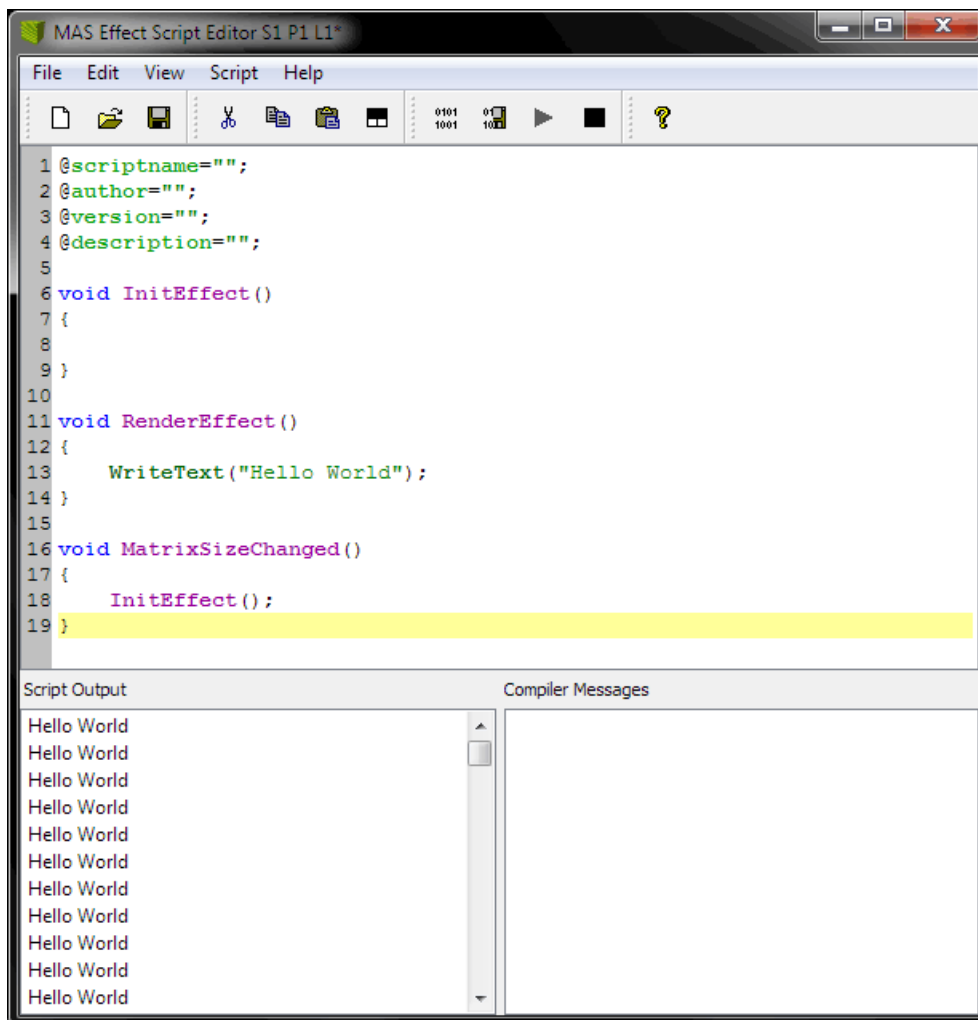 MAS Effect Script Editor S1 P1 L1*
File Edit View Script Help
0101 01
1001 10
1 @scriptname="";
2 @author="";
3 @version="";
4 @description="";
5
6 void InitEffect()
7 {
8
9 }
10
11 void RenderEffect()
12 {
13 WriteText("Hello World");
14 }
15
16 void MatrixSizeChanged()
17 {
18 InitEffect();
19 }
Script Output Compiler Messages
Hello World
Hello World
Hello World
Hello World
Hello World
Hello World
Hello World
Hello World
Hello World
Hello World
Hello World